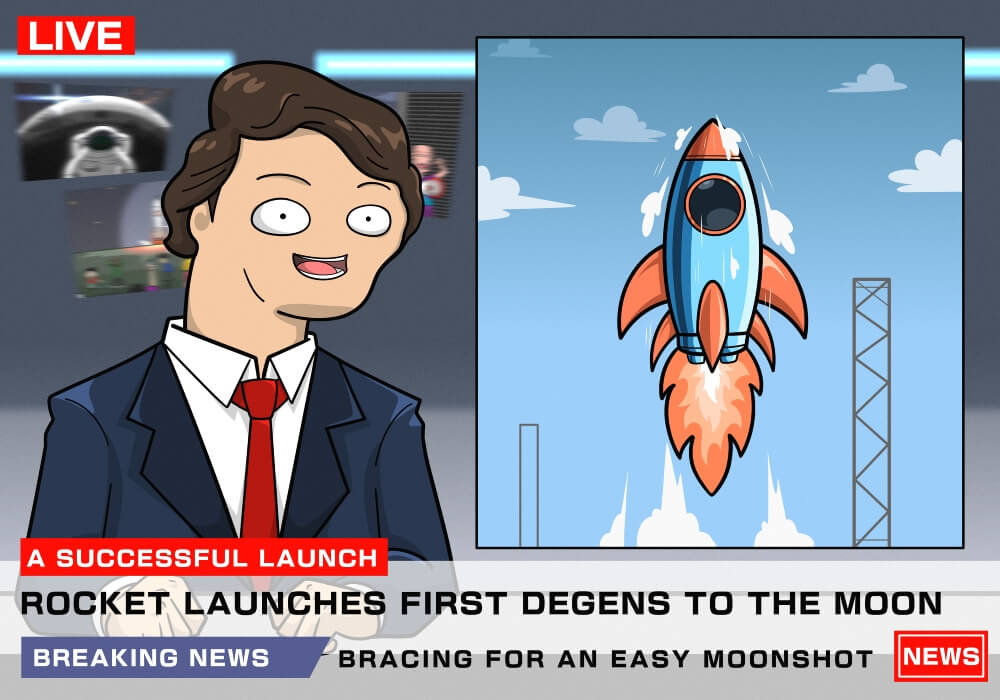 LIVE
A SUCCESSFUL LAUNCH
ROCKET LAUNCHES FIRST DEGENS TO THE MOON
BREAKING NEWS
BRACING FOR AN EASY MOONSHOT
NEWS